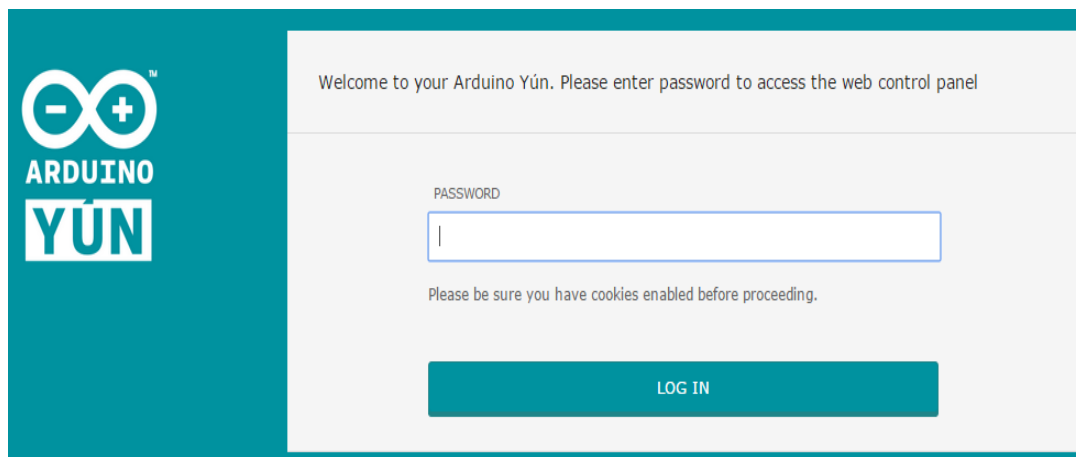 Welcome to your Arduino Yún. Please enter password to access the web control panel
TM
ARDUINO
YÚN
PASSWORD
Please be sure you have cookies enabled before proceeding.
LOG IN